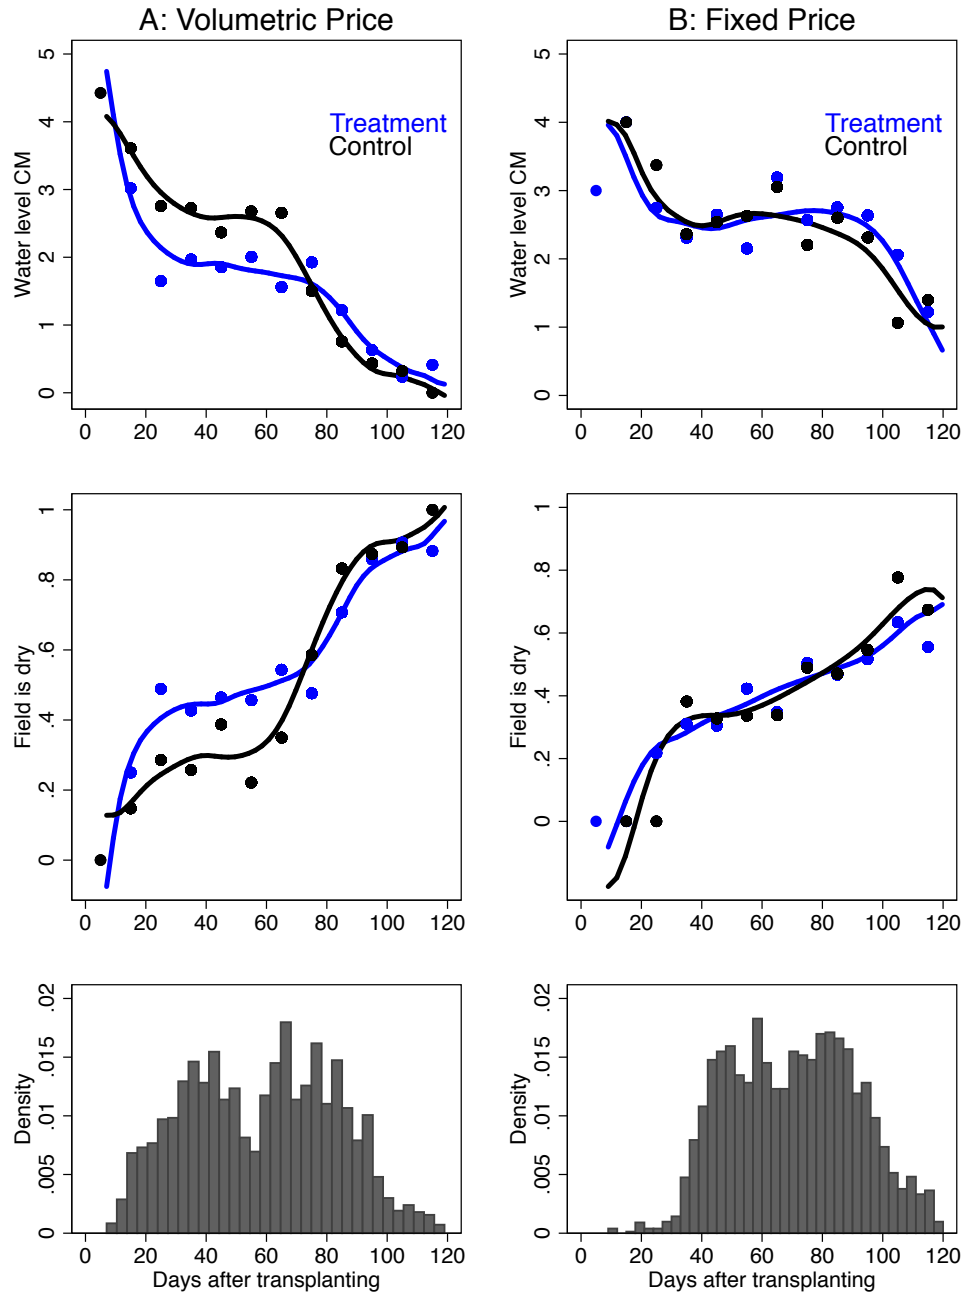 A: Volumetric Price
B: Fixed Price
Water level CM
5
4
3
2
1
0
Treatment
Control
0 20 40 60 80 100 120
Water level CM
5
4
3
2
1
0
Treatment
Control
0 20 40 60 80 100 120
Field is dry
1
.8
.6
.4
.2
0
0 20 40 60 80 100 120
Field is dry
1
.8
.6
.4
.2
0
0 20 40 60 80 100 120
Density
.02
.015
.01
.005
0
0 20 40 60 80 100 120
Days after transplanting
Density
.02
.015
.01
.005
0
0 20 40 60 80 100 120
Days after transplanting